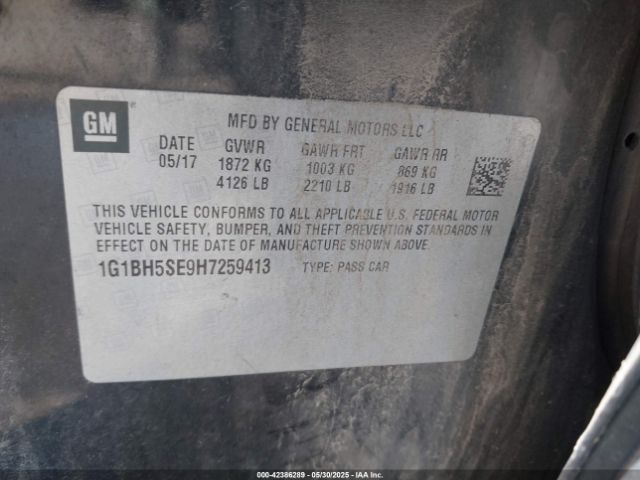 GM
MFD BY GENERAL MOTORS LLC
DATE GVWR GAWR FRT GAWR RR
05/17 1872 KG 1003 KG 869 KG
4126 LB 2210 LB 1916 LB
THIS VEHICLE CONFORMS TO ALL APPLICABLE U.S. FEDERAL MOTOR
VEHICLE SAFETY, BUMPER, AND THEFT PREVENTION STANDARDS IN
EFFECT ON THE DATE OF MANUFACTURE SHOWN ABOVE.
1G1BH5SE9H7259413 TYPE: PASS CAR
000 - 42386289 - 05/30/2025 - IAA Inc.